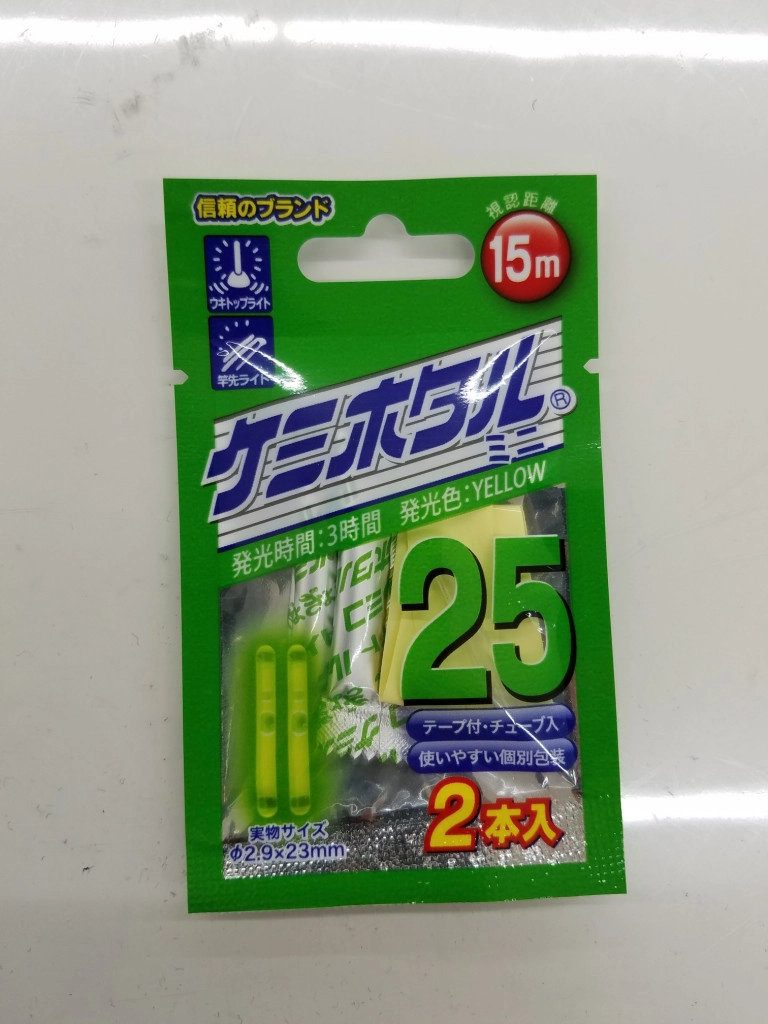 信頼のブランド
視認距離
15m
ウキトップライト
竿先ライト
ケミホタル®
ミニ
発光時間:3時間 発光色:YELLOW
25
テープ付・チューブ入
使いやすい個別包装
2本入
実物サイズ
Φ2.9×23mm